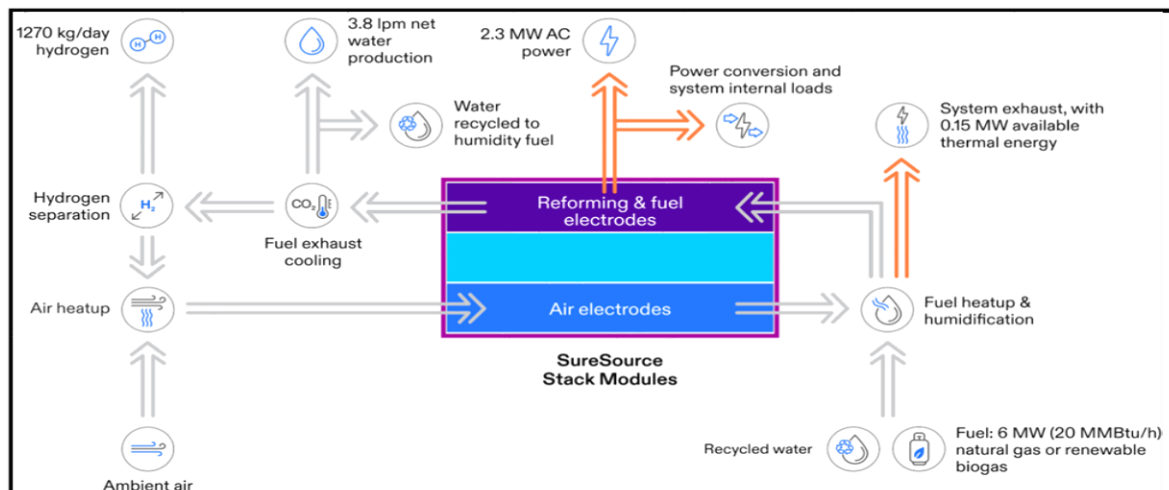 1270 kg/day
hydrogen
H H
3.8 lpm net
water
production
2.3 MW AC
power
Power conversion and
system internal loads
System exhaust, with
0.15 MW available
thermal energy
Water
recycled to
humidity fuel
Hydrogen
separation
H₂
CO₂
Fuel exhaust
cooling
Reforming & fuel
electrodes
Air heatup
Air electrodes
Fuel heatup &
humidification
SureSource
Stack Modules
Ambient air
Recycled water
Fuel: 6 MW (20 MMBtu/h)
natural gas or renewable
biogas